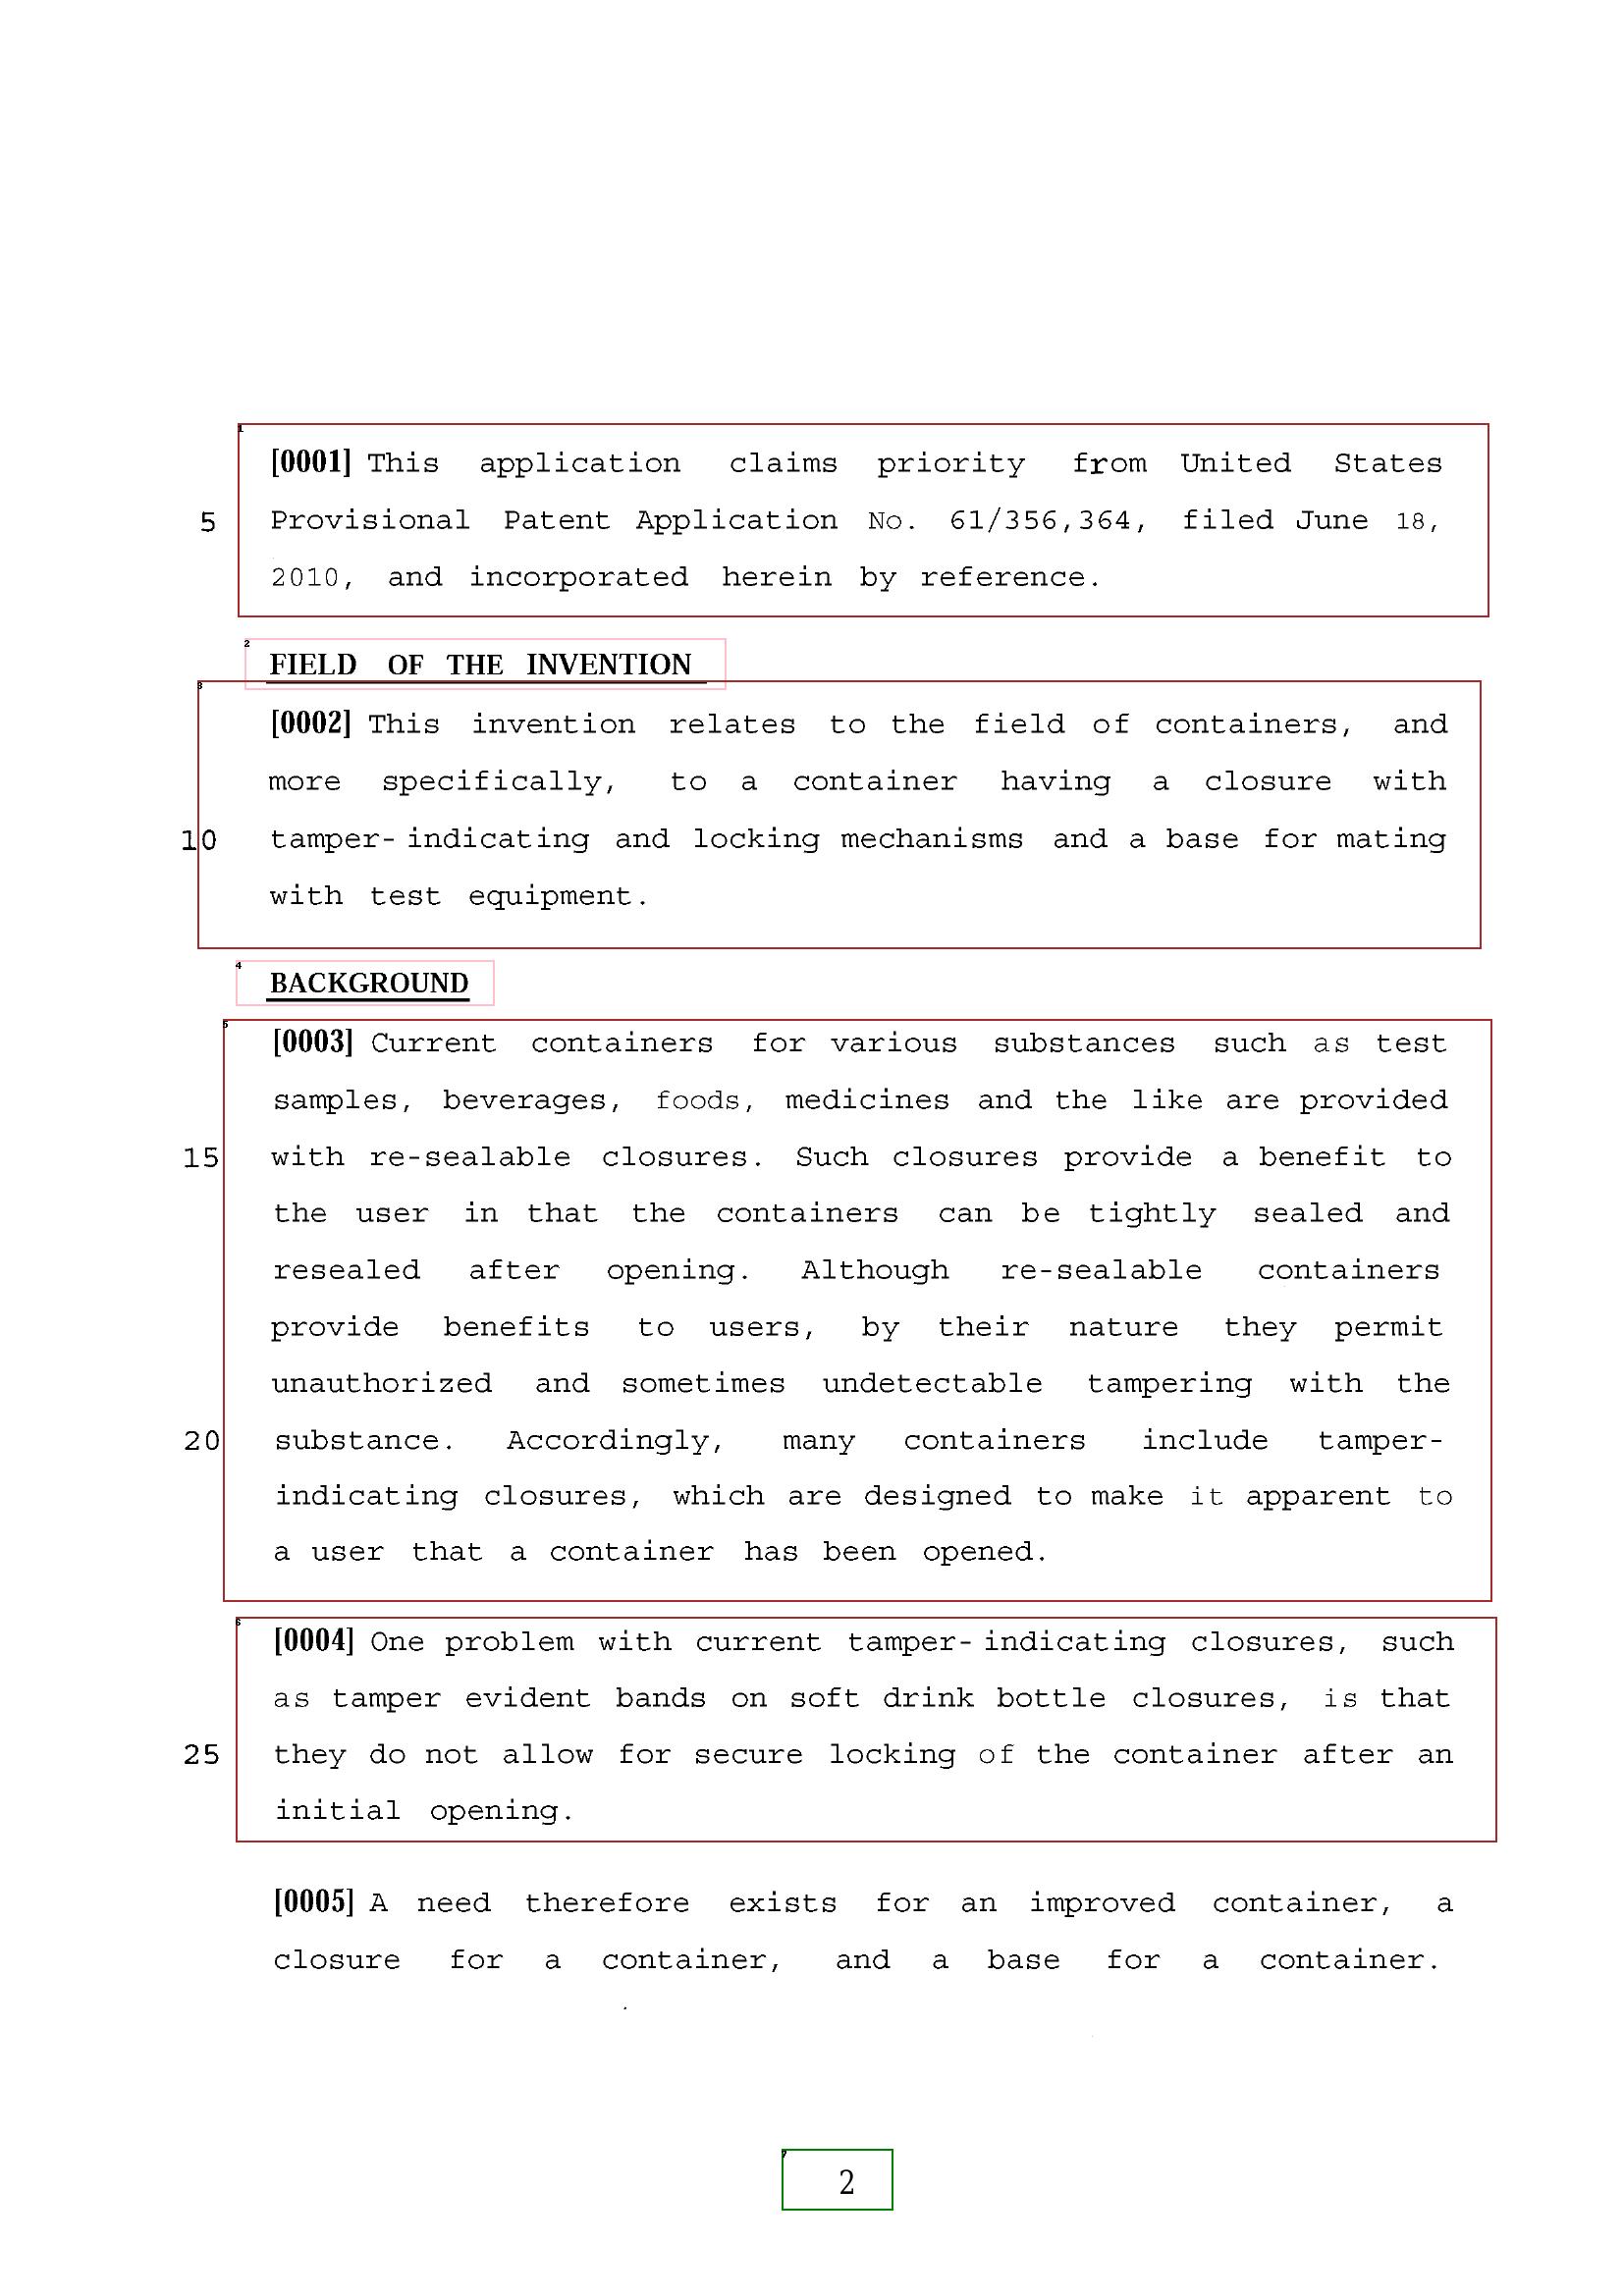 [0001] This application claims priority from United States
5 Provisional Patent Application No. 61/356,364, filed June 18,
2010, and incorporated herein by reference.
2
FIELD OF THE INVENTION
3
[0002] This invention relates to the field of containers, and
more specifically, to a container having a closure with
10 tamper- indicating and locking mechanisms and a base for mating
with test equipment.
4
BACKGROUND
5
[0003] Current containers for various substances such as test
samples, beverages, foods, medicines and the like are provided
15 with re-sealable closures. Such closures provide a benefit to
the user in that the containers can be tightly sealed and
resealed after opening. Although re-sealable containers
provide benefits to users, by their nature they permit
unauthorized and sometimes undetectable tampering with the
20 substance. Accordingly, many containers include tamper-
indicating closures, which are designed to make it apparent to
a user that a container has been opened.
6
[0004] One problem with current tamper- indicating closures, such
as tamper evident bands on soft drink bottle closures, is that
25 they do not allow for secure locking of the container after an
initial opening.
[0005] A need therefore exists for an improved container, a
closure for a container, and a base for a container.
7
2